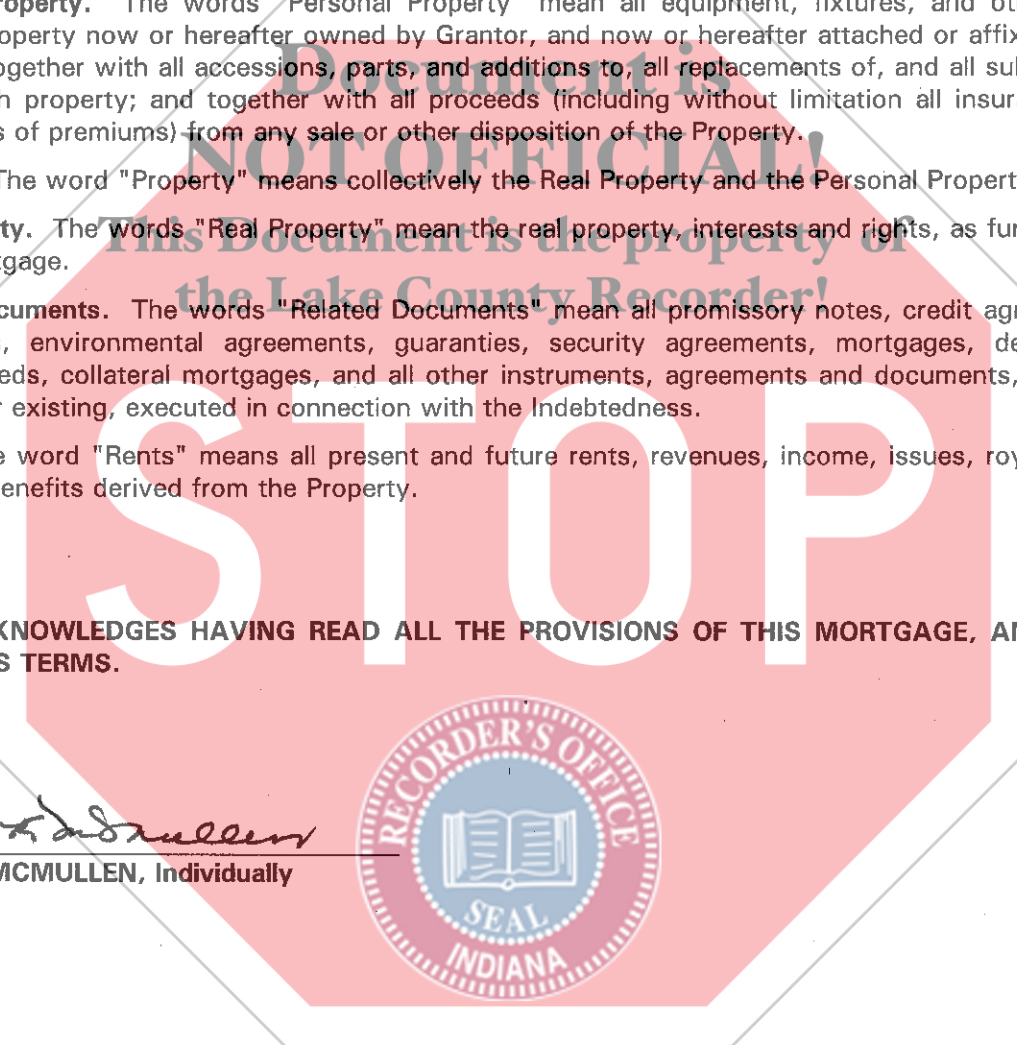 roperty. The words "Personal Property" mean all equipment, fixtures, and ot
operty now or hereafter owned by Grantor, and now or hereafter attached or affix
ogether with all accessions, parts, and additions to, all replacements of, and all su
h property; and together with all proceeds (including without limitation all insur
s of premiums) from any sale or other disposition of the Property.
The word "Property" means collectively the Real Property and the Personal Propert
ty. The words "Real Property" mean the real property, interests and rights, as fur
tgage.
cuments. The words "Related Documents" mean all promissory notes, credit agr
, environmental agreements, guaranties, security agreements, mortgages, de
eds, collateral mortgages, and all other instruments, agreements and documents,
r existing, executed in connection with the Indebtedness.
e word "Rents" means all present and future rents, revenues, income, issues, roy
enefits derived from the Property.
KNOWLEDGES HAVING READ ALL THE PROVISIONS OF THIS MORTGAGE, AN
S TERMS.
McMullen
MCMULLEN, Individually
Document is
NOT OFFICIAL!
This Document is the property of
the Lake County Recorder!
STOP
RECORDER'S OFFICE
SEAL
INDIANA